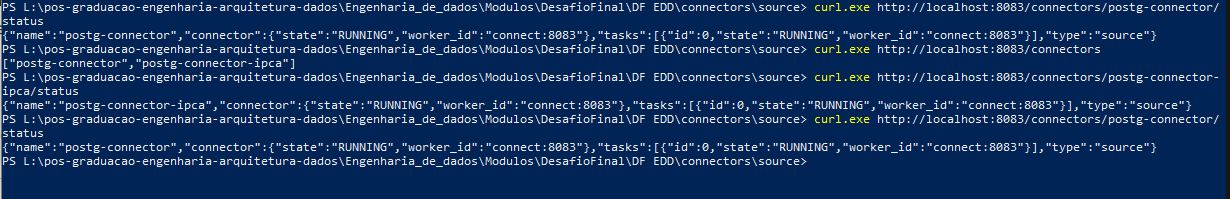 PS L:\pos-graduacao-engenharia-arquitetura-dados\Engenharia_de_dados\Modulos\DesafioFinal\DF EDD\connectors\source> curl.exe http://localhost:8083/connectors/postg-connector/
status
{"name":"postg-connector","connector":{"state":"RUNNING","worker_id":"connect:8083"},"tasks":[{"id":0,"state":"RUNNING","worker_id":"connect:8083"}],"type":"source"}
PS L:\pos-graduacao-engenharia-arquitetura-dados\Engenharia_de_dados\Modulos\DesafioFinal\DF EDD\connectors\source> curl.exe http://localhost:8083/connectors
["postg-connector","postg-connector-ipca"]
PS L:\pos-graduacao-engenharia-arquitetura-dados\Engenharia_de_dados\Modulos\DesafioFinal\DF EDD\connectors\source> curl.exe http://localhost:8083/connectors/postg-connector-
ipca/status
{"name":"postg-connector-ipca","connector":{"state":"RUNNING","worker_id":"connect:8083"},"tasks":[{"id":0,"state":"RUNNING","worker_id":"connect:8083"}],"type":"source"}
PS L:\pos-graduacao-engenharia-arquitetura-dados\Engenharia_de_dados\Modulos\DesafioFinal\DF EDD\connectors\source> curl.exe http://localhost:8083/connectors/postg-connector/
status
{"name":"postg-connector","connector":{"state":"RUNNING","worker_id":"connect:8083"},"tasks":[{"id":0,"state":"RUNNING","worker_id":"connect:8083"}],"type":"source"}
PS L:\pos-graduacao-engenharia-arquitetura-dados\Engenharia_de_dados\Modulos\DesafioFinal\DF EDD\connectors\source>